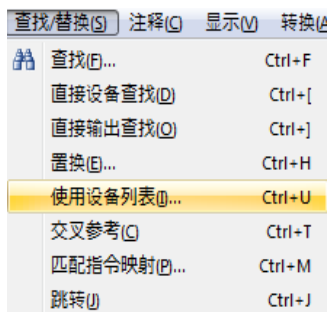 查找/替换(S) 注释(C) 显示(V) 转换(A
查找(F)... Ctrl+F
直接设备查找(D) Ctrl+[
直接输出查找(O) Ctrl+]
置换(E)... Ctrl+H
使用设备列表(I)... Ctrl+U
交叉参考(C) Ctrl+T
匹配指令映射(P)... Ctrl+M
跳转(J) Ctrl+J